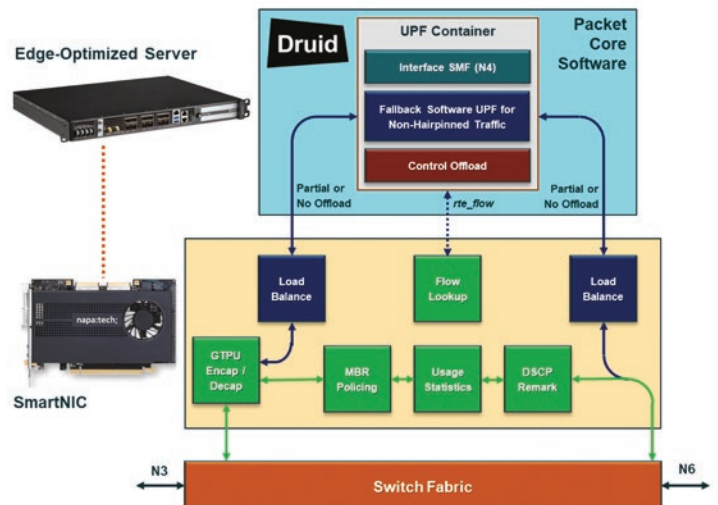 Edge-Optimized Server
Druid
UPF Container
Packet
Core
Software
Interface SMF (N4)
Fallback Software UPF for
Non-Hairpinned Traffic
Control Offload
Partial or
No Offload
rte_flow
Partial or
No Offload
Load
Balance
Flow
Lookup
Load
Balance
napa:tech;
GTPU
Encap /
Decap
MBR
Policing
Usage
Statistics
DSCP
Remark
SmartNIC
N3
Switch Fabric
N6